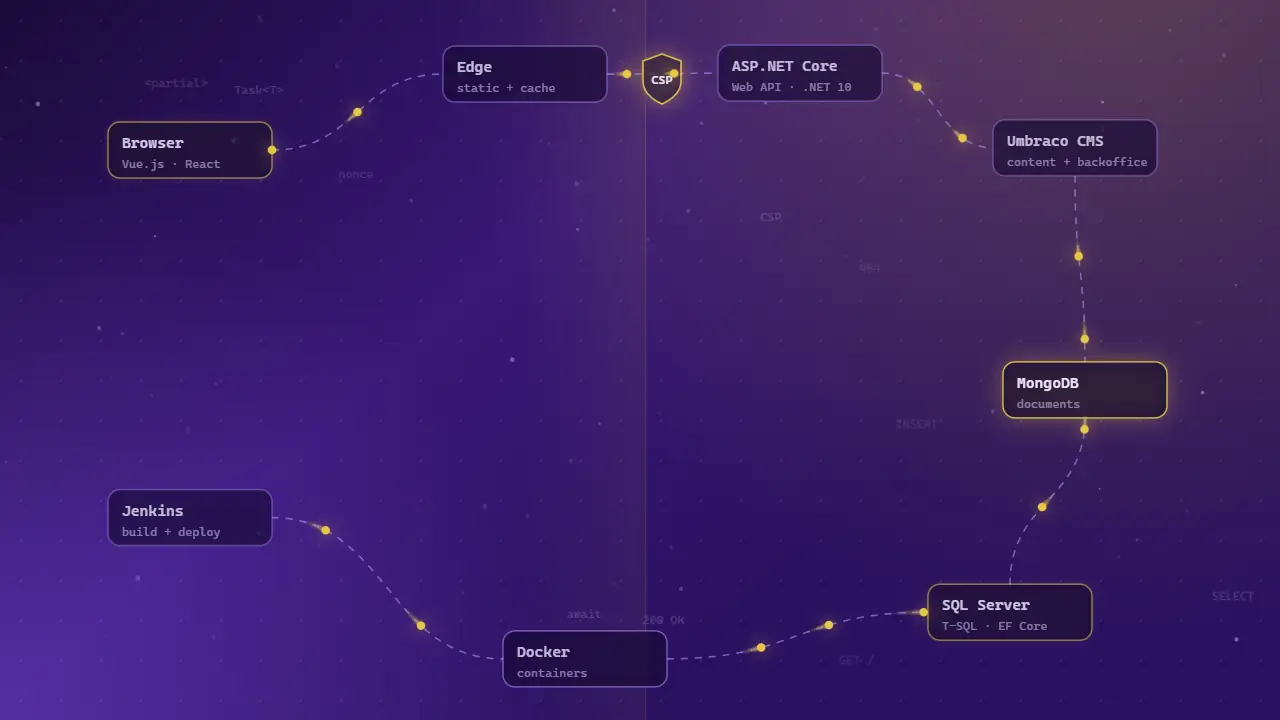 Edge
static + cache
CSP
ASP.NET Core
Web API · .NET 10
<partial>
Task<T>
Browser
Vue.js · React
Umbraco CMS
content + backoffice
nonce
CSP
MongoDB
documents
INSERT
Jenkins
build + deploy
SELECT
SQL Server
T-SQL · EF Core
await
200 OK
Docker
containers
GET /